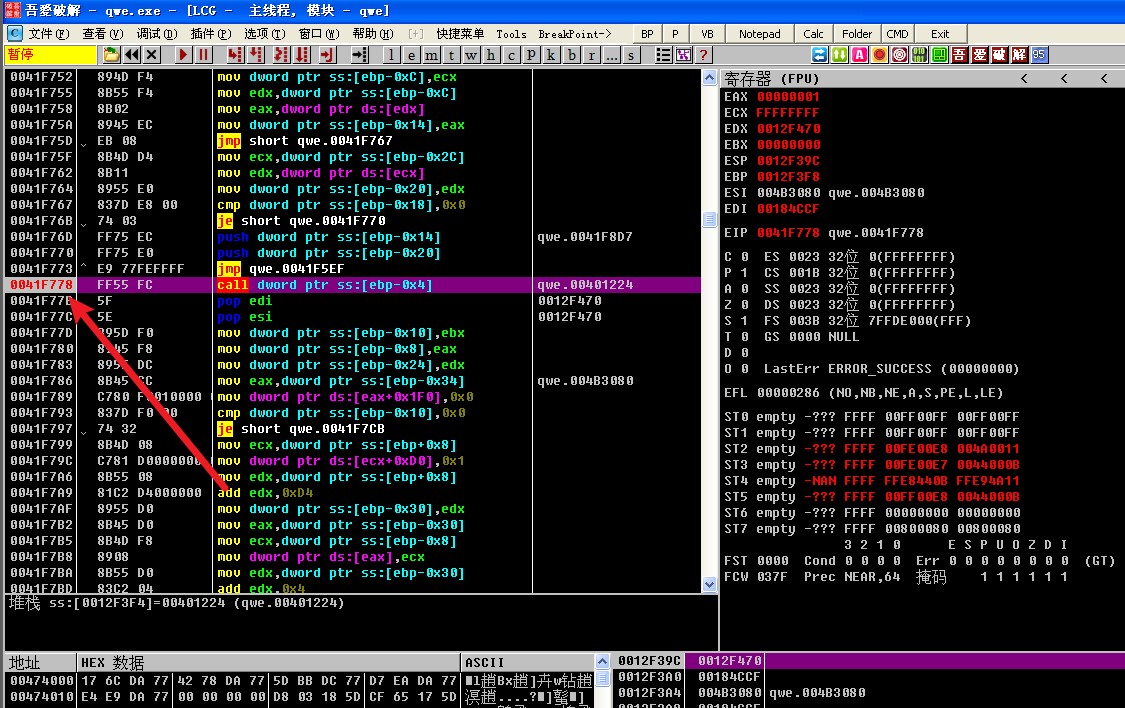 吾爱破解 - qwe.exe - [LCG - 主线程, 模块 - qwe]
C 文件(F) 查看(V) 调试(D) 插件(P) 选项(T) 窗口(W) 帮助(H) [+] 快捷菜单 Tools BreakPoint-> BP P VB Notepad Calc Folder CMD Exit
暂停 l e m t w h c p k b r ... s ? 吾 爱 破 解 95
0041F752 894D F4 mov dword ptr ss:[ebp-0xC],ecx
0041F755 8B55 F4 mov edx,dword ptr ss:[ebp-0xC]
0041F758 8B02 mov eax,dword ptr ds:[edx]
0041F75A 8945 EC mov dword ptr ss:[ebp-0x14],eax
0041F75D EB 08 jmp short qwe.0041F767
0041F75F 8B4D D4 mov ecx,dword ptr ss:[ebp-0x2C]
0041F762 8B11 mov edx,dword ptr ds:[ecx]
0041F764 8955 E0 mov dword ptr ss:[ebp-0x20],edx
0041F767 837D E8 00 cmp dword ptr ss:[ebp-0x18],0x0
0041F76B 74 03 je short qwe.0041F770
0041F76D FF75 EC push dword ptr ss:[ebp-0x14] qwe.0041F8D7
0041F770 FF75 E0 push dword ptr ss:[ebp-0x20]
0041F773 E9 77FEFFFF jmp qwe.0041F5EF
0041F778 FF55 FC call dword ptr ss:[ebp-0x4] qwe.00401224
0041F77B 5F pop edi 0012F470
0041F77C 5E pop esi 0012F470
0041F77D 895D F0 mov dword ptr ss:[ebp-0x10],ebx
0041F780 8945 F8 mov dword ptr ss:[ebp-0x8],eax
0041F783 8955 DC mov dword ptr ss:[ebp-0x24],edx
0041F786 8B45 CC mov eax,dword ptr ss:[ebp-0x34] qwe.004B3080
0041F789 C780 F0010000 mov dword ptr ds:[eax+0x1F0],0x0
0041F793 837D F0 00 cmp dword ptr ss:[ebp-0x10],0x0
0041F797 74 32 je short qwe.0041F7CB
0041F799 8B4D 08 mov ecx,dword ptr ss:[ebp+0x8]
0041F79C C781 D0000000 mov dword ptr ds:[ecx+0xD0],0x1
0041F7A6 8B55 08 mov edx,dword ptr ss:[ebp+0x8]
0041F7A9 81C2 D4000000 add edx,0xD4
0041F7AF 8955 D0 mov dword ptr ss:[ebp-0x30],edx
0041F7B2 8B45 D0 mov eax,dword ptr ss:[ebp-0x30]
0041F7B5 8B4D F8 mov ecx,dword ptr ss:[ebp-0x8]
0041F7B8 8908 mov dword ptr ds:[eax],ecx
0041F7BA 8B55 D0 mov edx,dword ptr ss:[ebp-0x30]
0041F7BD 83C2 04 add edx,0x4
堆栈 ss:[0012F3F4]=00401224 (qwe.00401224)
寄存器 (FPU) < < <
EAX 00000001
ECX FFFFFFFF
EDX 0012F470
EBX 00000000
ESP 0012F39C
EBP 0012F3F8
ESI 004B3080 qwe.004B3080
EDI 00184CCF
EIP 0041F778 qwe.0041F778
C 0 ES 0023 32位 0(FFFFFFFF)
P 1 CS 001B 32位 0(FFFFFFFF)
A 0 SS 0023 32位 0(FFFFFFFF)
Z 0 DS 0023 32位 0(FFFFFFFF)
S 1 FS 003B 32位 7FFDE000(FFF)
T 0 GS 0000 NULL
D 0
O 0 LastErr ERROR_SUCCESS (00000000)
EFL 00000286 (NO,NB,NE,A,S,PE,L,LE)
ST0 empty -??? FFFF 00FF00FF 00FF00FF
ST1 empty -??? FFFF 00FF00FF 00FF00FF
ST2 empty -??? FFFF 00FE00E8 004A0011
ST3 empty -??? FFFF 00FE00E7 0044000B
ST4 empty -NAN FFFF FFE8440B FFE94A11
ST5 empty -??? FFFF 00FF00E8 0044000B
ST6 empty -??? FFFF 00000000 00000000
ST7 empty -??? FFFF 00800080 00800080
3 2 1 0 E S P U O Z D I
FST 0000 Cond 0 0 0 0 Err 0 0 0 0 0 0 0 0 (GT)
FCW 037F Prec NEAR,64 掩码 1 1 1 1 1 1
地址 HEX 数据 ASCII
00474000 17 6C DA 77 42 78 DA 77 5D BB DC 77 D7 EA DA 77
00474010 E4 E9 DA 77 00 00 00 00 D8 03 18 5D CF 65 17 5D
0012F39C 0012F470
0012F3A0 00184CCF
0012F3A4 004B3080 qwe.004B3080